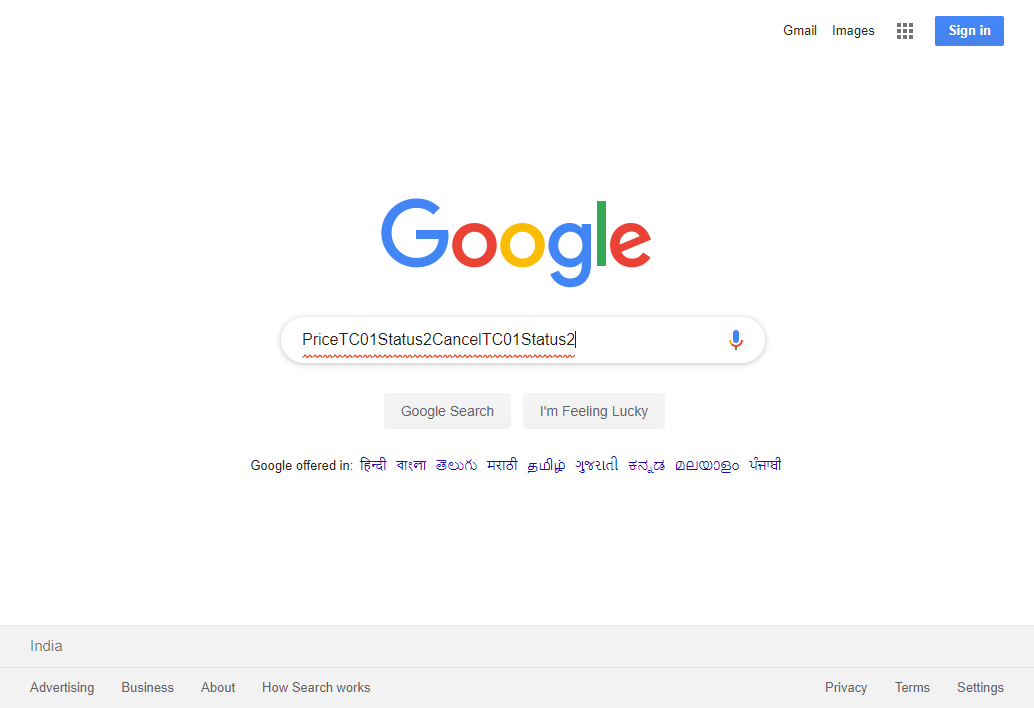 Gmail Images Sign in
Google
PriceTC01Status2CancelTC01Status2
Google Search I'm Feeling Lucky
Google offered in: हिन्दी বাংলা తెలుగు मराठी தமிழ் ગુજરાતી ಕನ್ನಡ മലയാളം ਪੰਜਾਬੀ
India
Advertising Business About How Search works Privacy Terms Settings